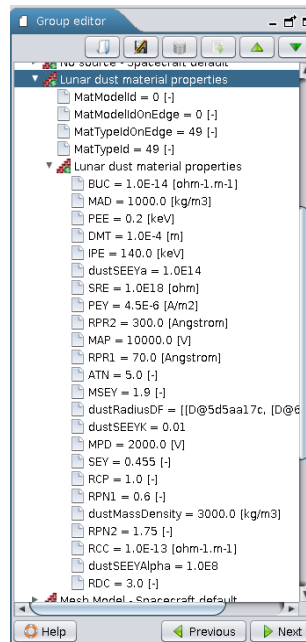 Group editor
No source - Spacecraft default
Lunar dust material properties
MatModelId = 0 [-]
MatModelIdOnEdge = 0 [-]
MatTypeIdOnEdge = 49 [-]
MatTypeId = 49 [-]
Lunar dust material properties
BUC = 1.0E-14 [ohm-1.m-1]
MAD = 1000.0 [kg/m3]
PEE = 0.2 [keV]
DMT = 1.0E-4 [m]
IPE = 140.0 [keV]
dustSEEYa = 1.0E14
SRE = 1.0E18 [ohm]
PEY = 4.5E-6 [A/m2]
RPR2 = 300.0 [Angstrom]
MAP = 10000.0 [V]
RPR1 = 70.0 [Angstrom]
ATN = 5.0 [-]
MSEY = 1.9 [-]
dustRadiusDF = [[D@5d5aa17c, [D@6
dustSEEYK = 0.01
MPD = 2000.0 [V]
SEY = 0.455 [-]
RCP = 1.0 [-]
RPN1 = 0.6 [-]
dustMassDensity = 3000.0 [kg/m3]
RPN2 = 1.75 [-]
RCC = 1.0E-13 [ohm-1.m-1]
dustSEEYAlpha = 1.0E8
RDC = 3.0 [-]
Mesh Model - Spacecraft default
Help Previous Next